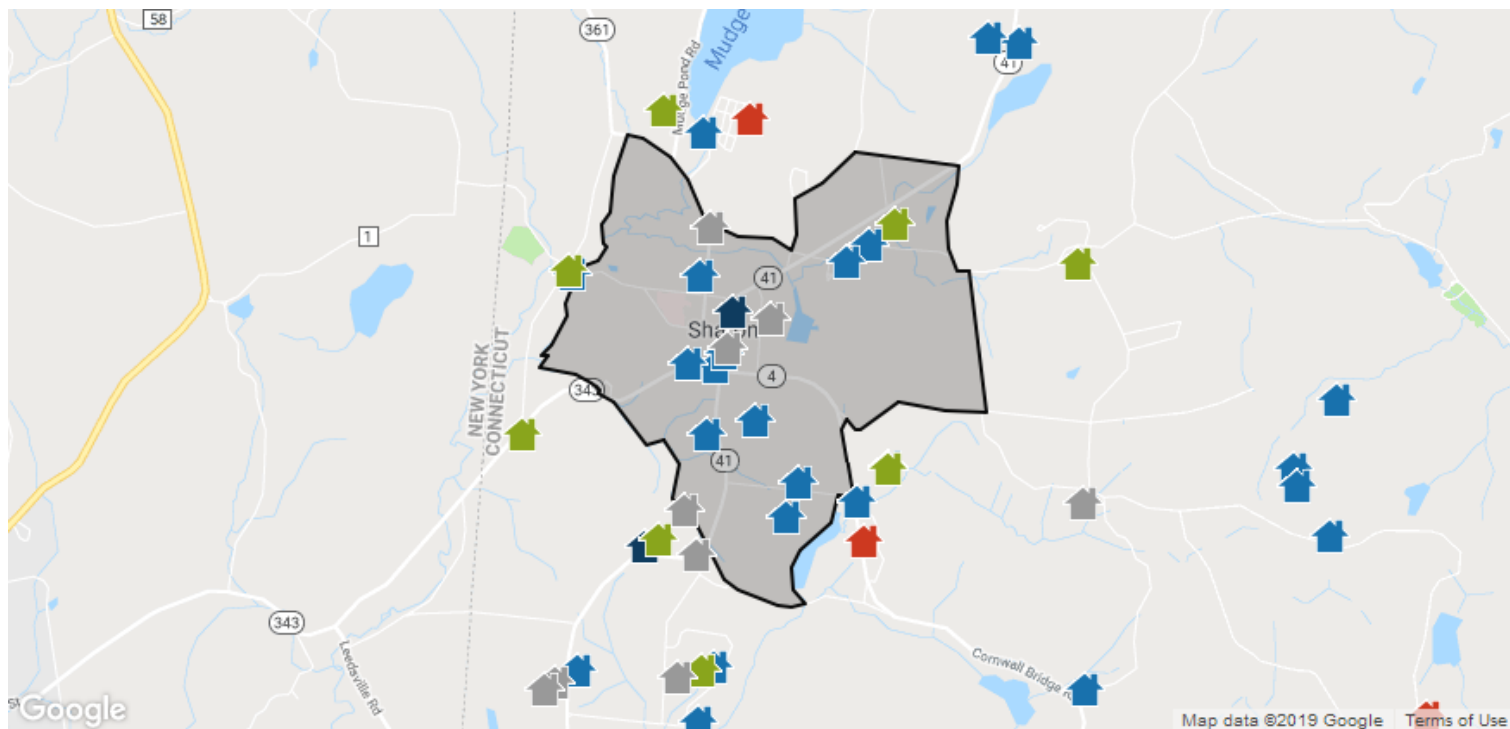 58
361
Mudge
Mudge Pond Rd
41
1
41
Sharon
NEW YORK
CONNECTICUT
343
4
41
343
Leedsville Rd
Cornwall Bridge R
Google
Map data ©2019 Google
Terms of Use